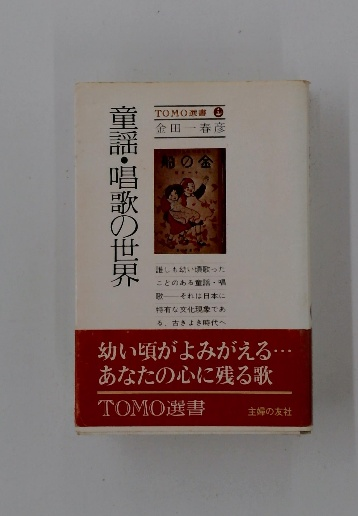 童謡・唱歌の世界
TOMO選書 1
金田一春彦
金の船
誰しも幼い頃歌った
ことのある童謡・唱
歌——それは日本に
特有な文化現象であ
る。古きよき時代へ
幼い頃がよみがえる…
あなたの心に残る歌
TOMO選書
主婦の友社